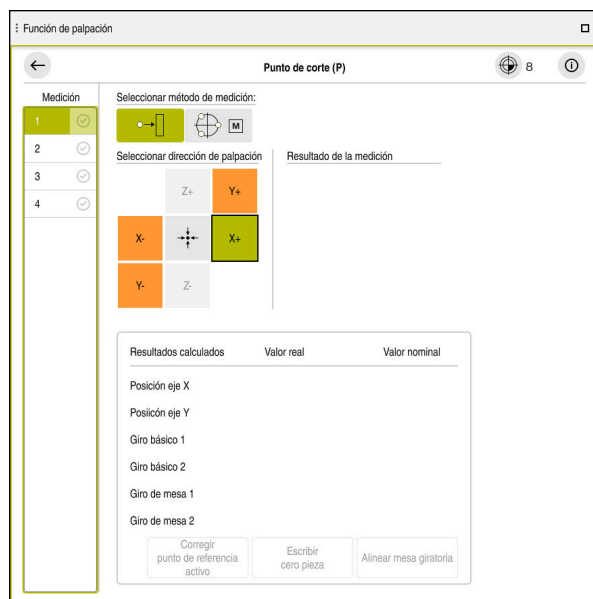 Función de palpación
Punto de corte (P)
8
Medición
Seleccionar método de medición:
1
M
2
Seleccionar dirección de palpación
Resultado de la medición
3
Z+
Y+
4
X-
X+
Y-
Z-
Resultados calculados
Valor real
Valor nominal
Posición eje X
Posiicón eje Y
Giro básico 1
Giro básico 2
Giro de mesa 1
Giro de mesa 2
Corregir
punto de referencia
activo
Escribir
cero pieza
Alinear mesa giratoria